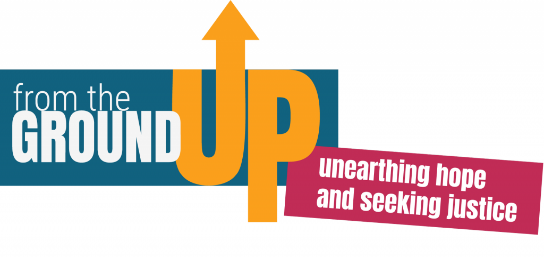 from the
GROUND UP
unearthing hope
and seeking justice